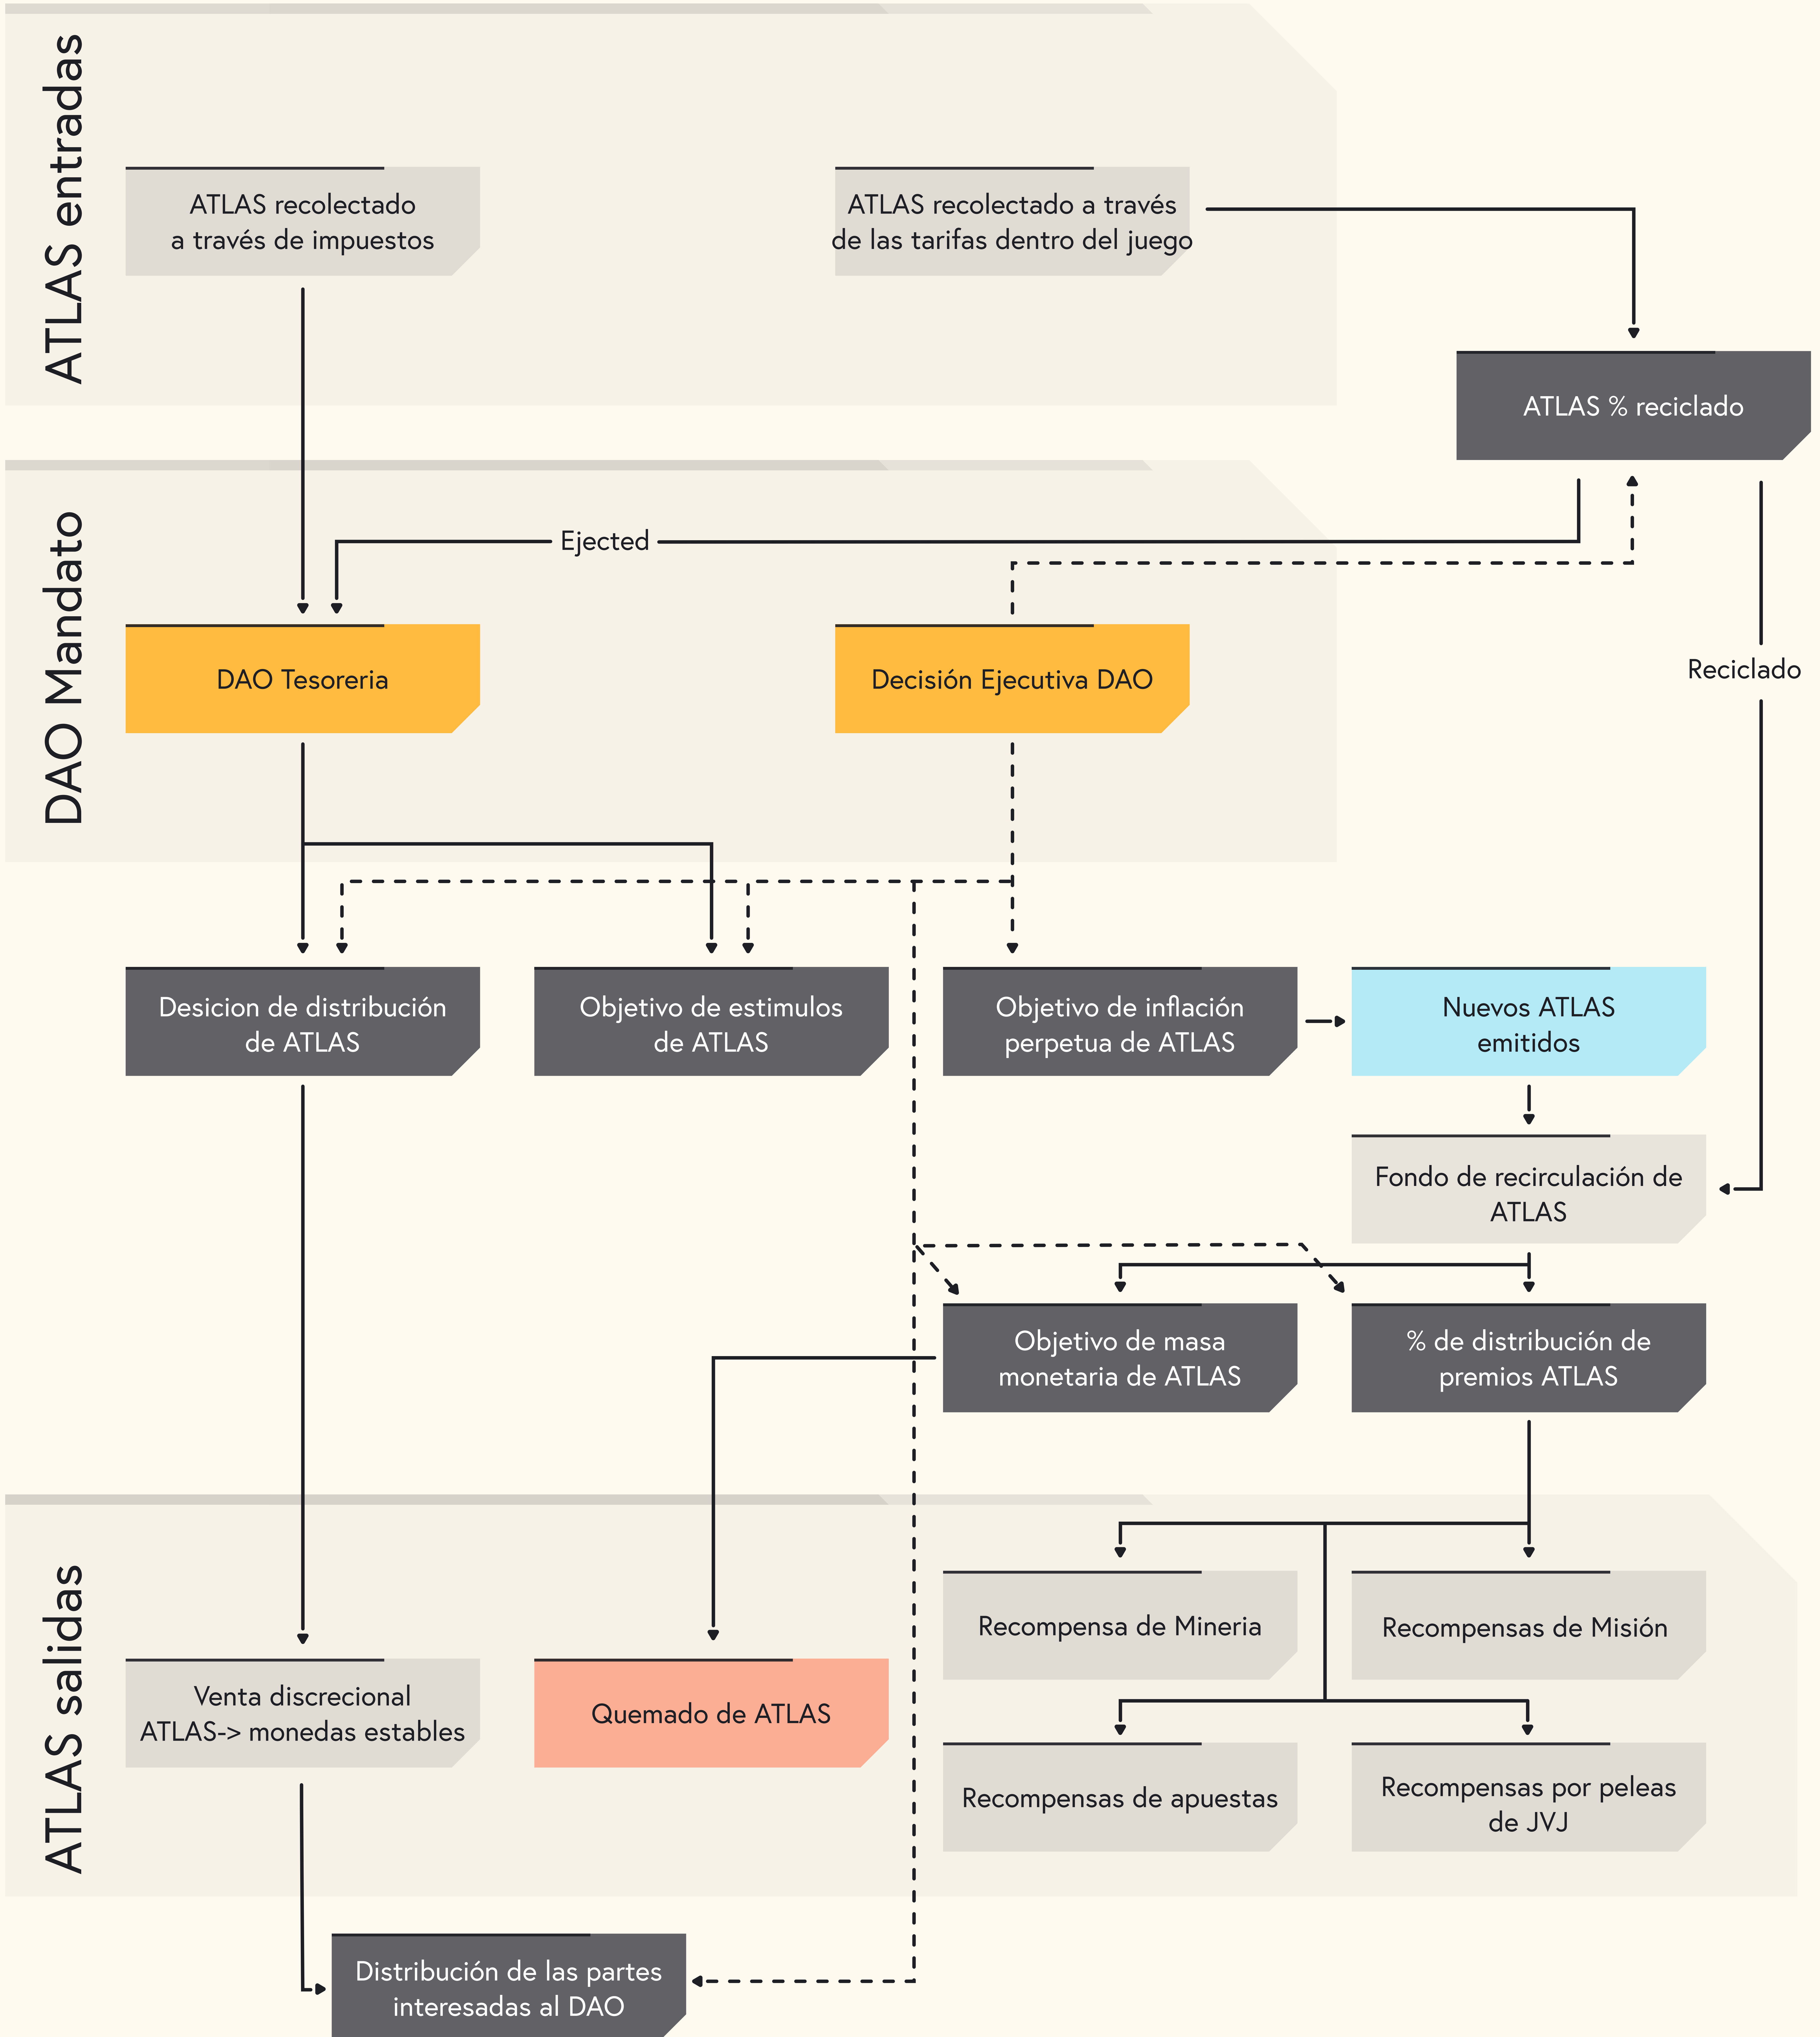 ATLAS entradas
ATLAS recolectado
a través de impuestos
ATLAS recolectado a través
de las tarifas dentro del juego
ATLAS % reciclado
DAO Mandato
Ejected
DAO Tesoreria
Decisión Ejecutiva DAO
Reciclado
Desicion de distribución
de ATLAS
Objetivo de estimulos
de ATLAS
Objetivo de inflación
perpetua de ATLAS
Nuevos ATLAS
emitidos
Fondo de recirculación de
ATLAS
Objetivo de masa
monetaria de ATLAS
% de distribución de
premios ATLAS
ATLAS salidas
Recompensa de Mineria
Recompensas de Misión
Venta discrecional
ATLAS-> monedas estables
Quemado de ATLAS
Recompensas de apuestas
Recompensas por peleas
de JVJ
Distribución de las partes
interesadas al DAO